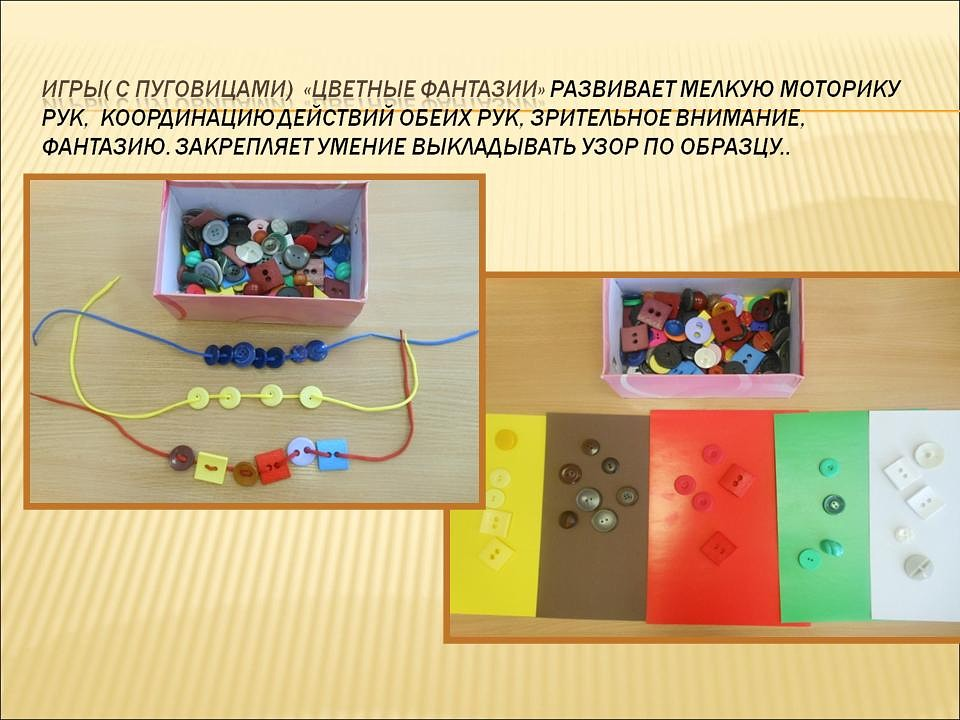 ИГРЫ( С ПУГОВИЦАМИ)  «ЦВЕТНЫЕ ФАНТАЗИИ» РАЗВИВАЕТ МЕЛКУЮ МОТОРИКУ
РУК,  КООРДИНАЦИЮ ДЕЙСТВИЙ ОБЕИХ РУК, ЗРИТЕЛЬНОЕ ВНИМАНИЕ,
ФАНТАЗИЮ. ЗАКРЕПЛЯЕТ УМЕНИЕ ВЫКЛАДЫВАТЬ УЗОР ПО ОБРАЗЦУ..